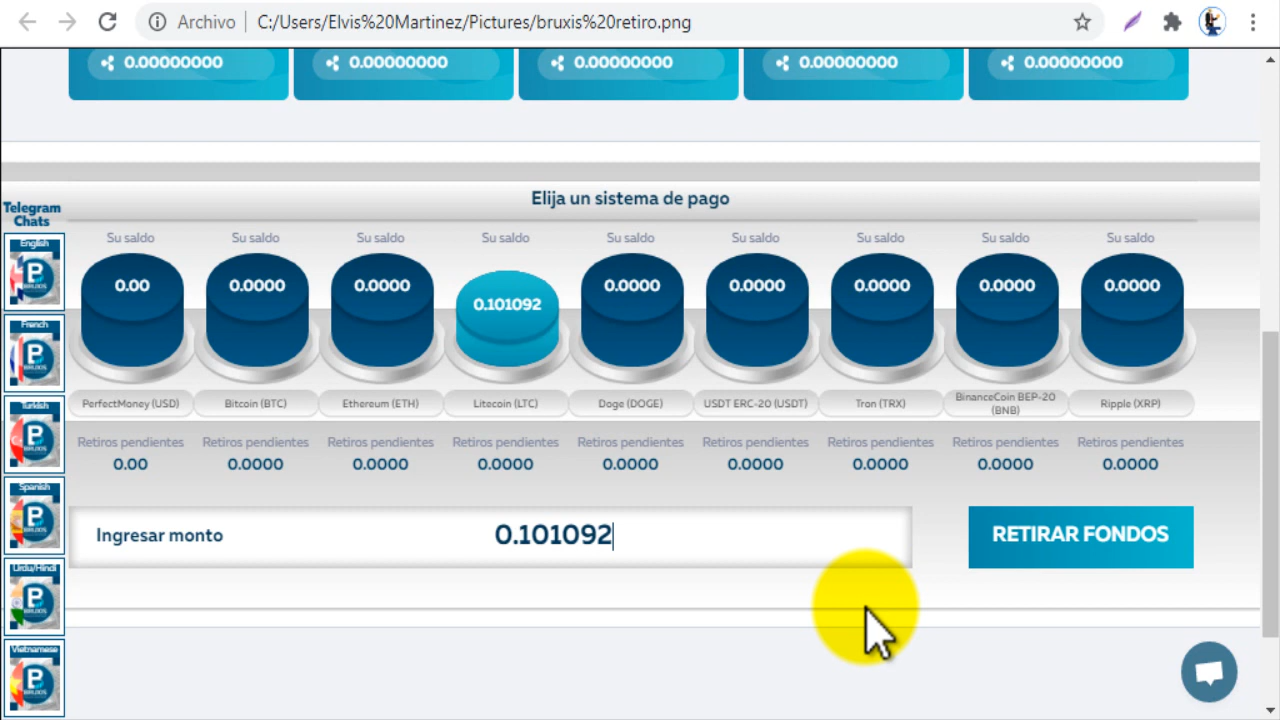 Archivo
C:/Users/Elvis%20Martinez/Pictures/bruxis%20retiro.png
0.00000000 0.00000000 0.00000000 0.00000000 0.00000000
Elija un sistema de pago
Telegram
Chats
English
French
Turkish
Spanish
Urdu/Hindi
Vietnamese
Su saldo Su saldo Su saldo Su saldo Su saldo Su saldo Su saldo Su saldo Su saldo
0.00 0.0000 0.0000 0.101092 0.0000 0.0000 0.0000 0.0000 0.0000
PerfectMoney (USD) Bitcoin (BTC) Ethereum (ETH) Litecoin (LTC) Doge (DOGE) USDT ERC-20 (USDT) Tron (TRX) BinanceCoin BEP-20 (BNB) Ripple (XRP)
Retiros pendientes Retiros pendientes Retiros pendientes Retiros pendientes Retiros pendientes Retiros pendientes Retiros pendientes Retiros pendientes Retiros pendientes
0.00 0.0000 0.0000 0.0000 0.0000 0.0000 0.0000 0.0000 0.0000
Ingresar monto 0.101092
RETIRAR FONDOS